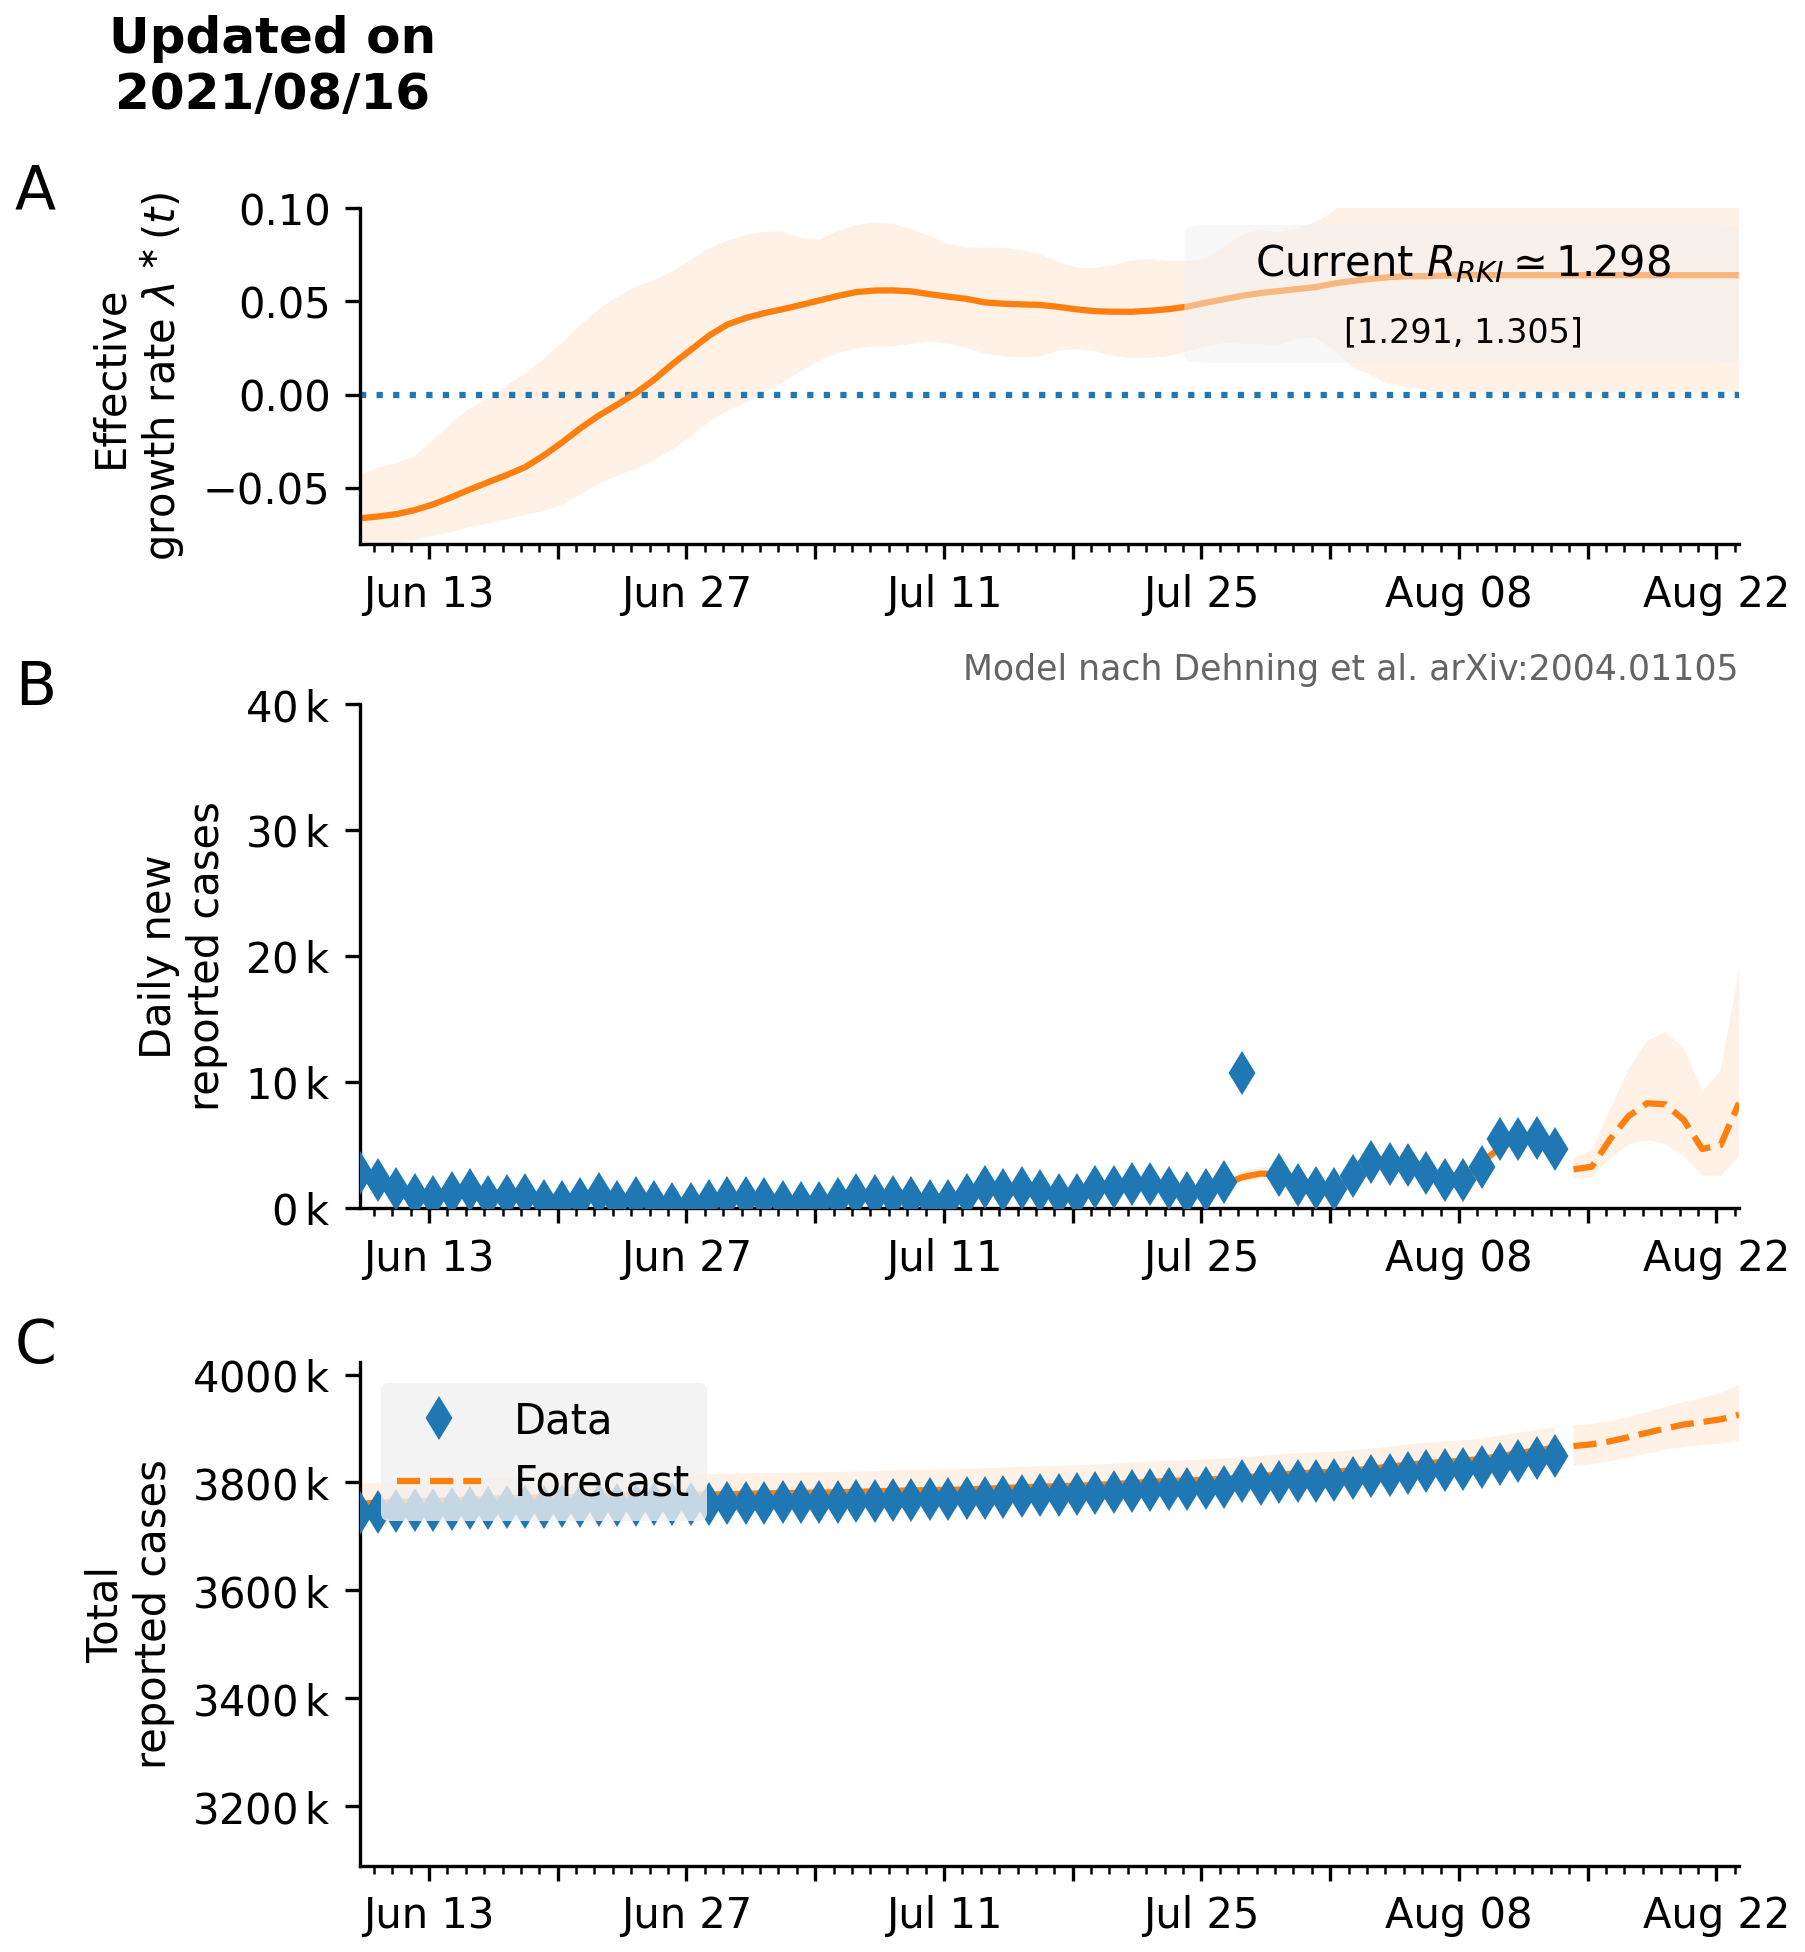 Updated on
2021/08/16
A
Effective
growth rate λ * (t)
0.10
0.05
0.00
−0.05
Current R_RKI ≃ 1.298
[1.291, 1.305]
Jun 13
Jun 27
Jul 11
Jul 25
Aug 08
Aug 22
Model nach Dehning et al. arXiv:2004.01105
B
Daily new
reported cases
40 k
30 k
20 k
10 k
0 k
Jun 13
Jun 27
Jul 11
Jul 25
Aug 08
Aug 22
C
Total
reported cases
4000 k
3800 k
3600 k
3400 k
3200 k
Data
Forecast
Jun 13
Jun 27
Jul 11
Jul 25
Aug 08
Aug 22